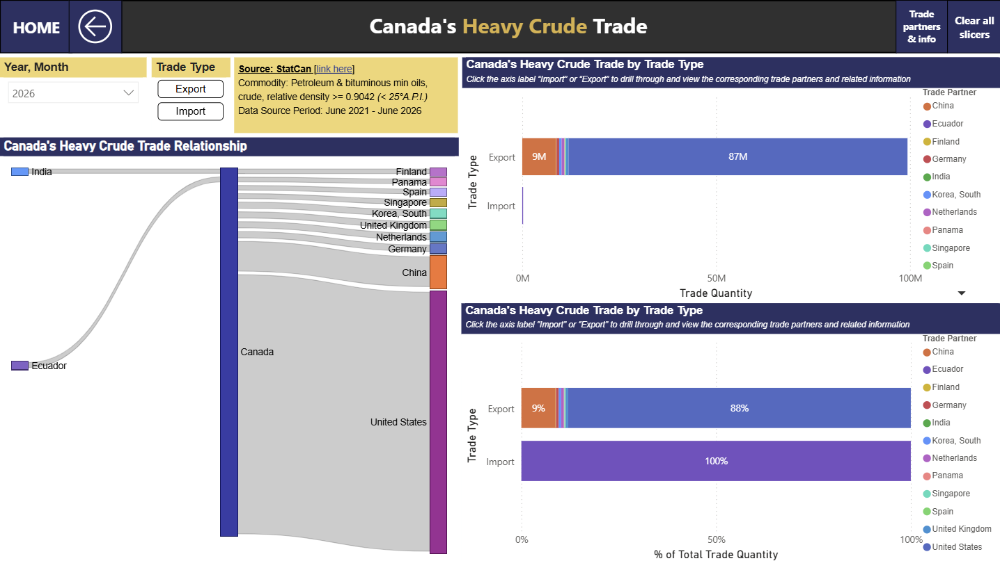 HOME
Canada's Heavy Crude Trade
Trade
partners
& info
Clear all
slicers
Year, Month
2026
Trade Type
Export
Import
Source: StatCan [link here]
Commodity: Petroleum & bituminous min oils,
crude, relative density >= 0.9042 (< 25°A.P.I.)
Data Source Period: June 2021 - June 2026
Canada's Heavy Crude Trade Relationship
India
Ecuador
Canada
Finland
Panama
Spain
Singapore
Korea, South
United Kingdom
Netherlands
Germany
China
United States
Canada's Heavy Crude Trade by Trade Type
Click the axis label “Import” or “Export” to drill through and view the corresponding trade partners and related information
Trade Type
Export
Import
9M
87M
0M
50M
100M
Trade Quantity
Trade Partner
China
Ecuador
Finland
Germany
India
Korea, South
Netherlands
Panama
Singapore
Spain
Canada's Heavy Crude Trade by Trade Type
Click the axis label “Import” or “Export” to drill through and view the corresponding trade partners and related information
Trade Type
Export
Import
9%
88%
100%
0%
50%
100%
% of Total Trade Quantity
Trade Partner
China
Ecuador
Finland
Germany
India
Korea, South
Netherlands
Panama
Singapore
Spain
United Kingdom
United States